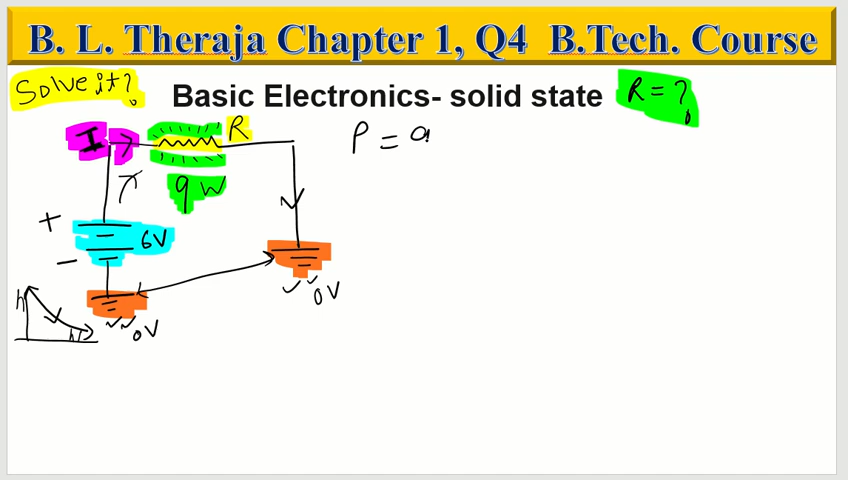 B. L. Theraja Chapter 1, Q4 B.Tech. Course
Solve it?
Basic Electronics- solid state
R = ?
I
R
P = 9
9 W
+
6V
-
h
0V
0V